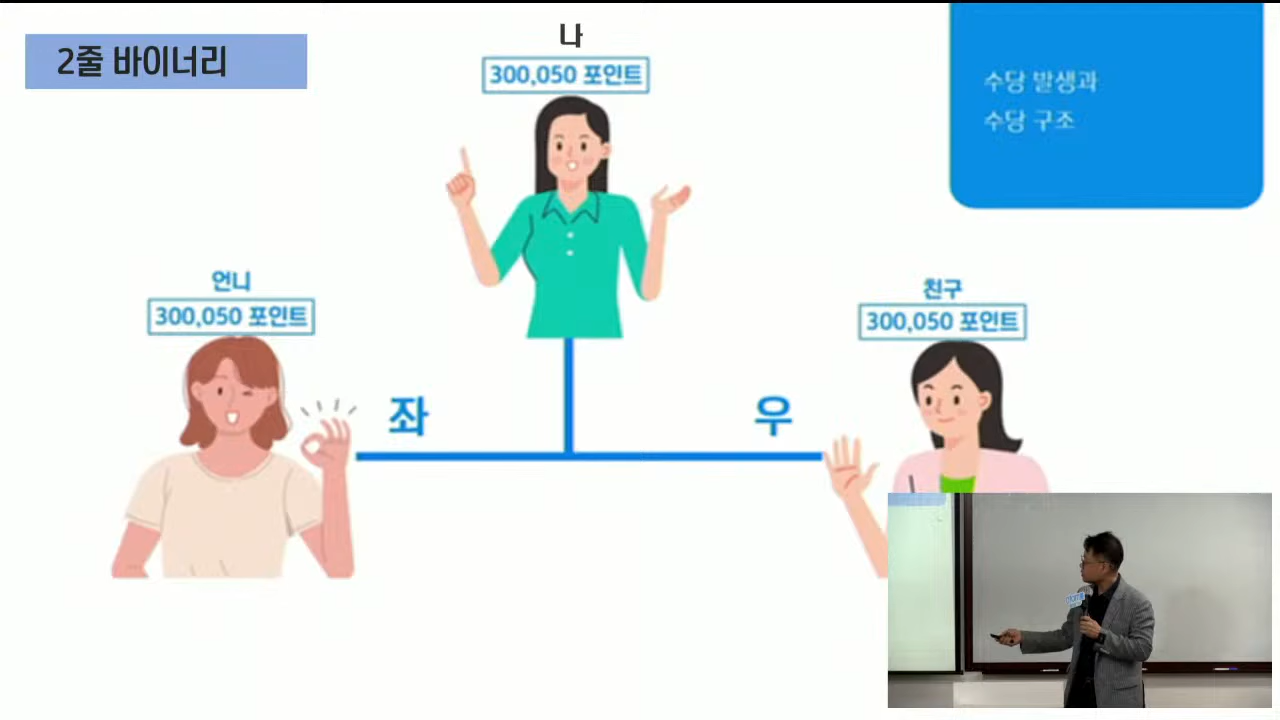 2줄 바이너리
나
300,050 포인트
수당 발생과
수당 구조
언니
300,050 포인트
친구
300,050 포인트
좌
우